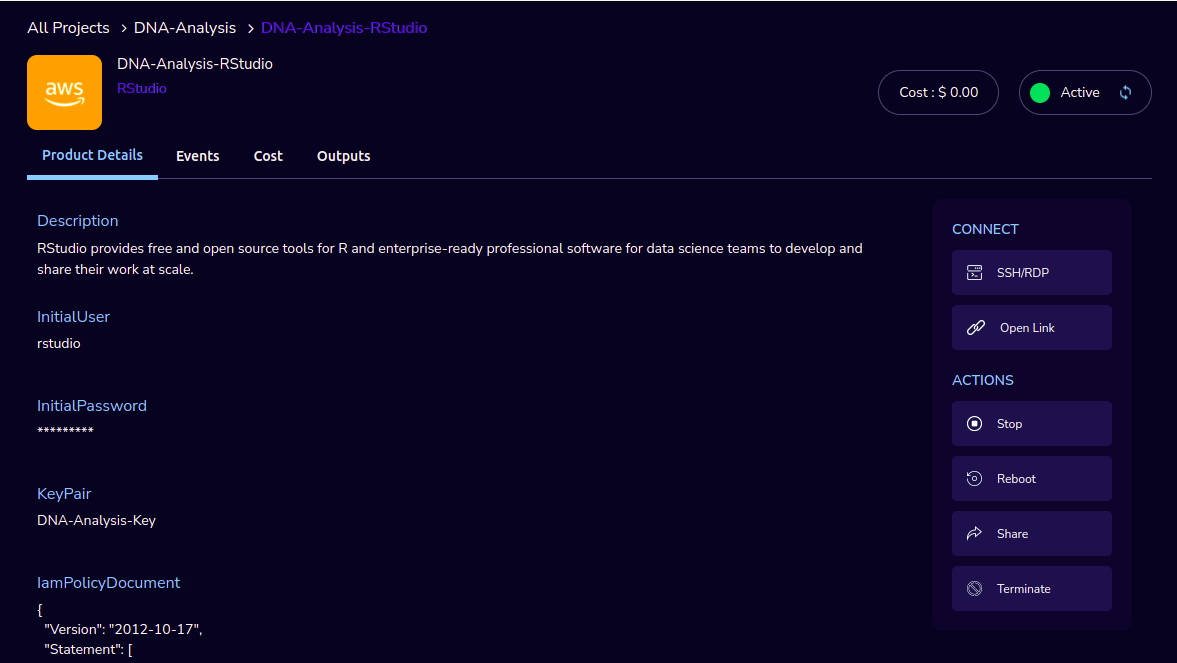 All Projects > DNA-Analysis > DNA-Analysis-RStudio
aws
DNA-Analysis-RStudio
RStudio
Cost : $ 0.00
Active
Product Details
Events
Cost
Outputs
Description
RStudio provides free and open source tools for R and enterprise-ready professional software for data science teams to develop and
share their work at scale.
InitialUser
rstudio
InitialPassword
*********
KeyPair
DNA-Analysis-Key
IamPolicyDocument
{
"Version": "2012-10-17",
"Statement": [
CONNECT
SSH/RDP
Open Link
ACTIONS
Stop
Reboot
Share
Terminate